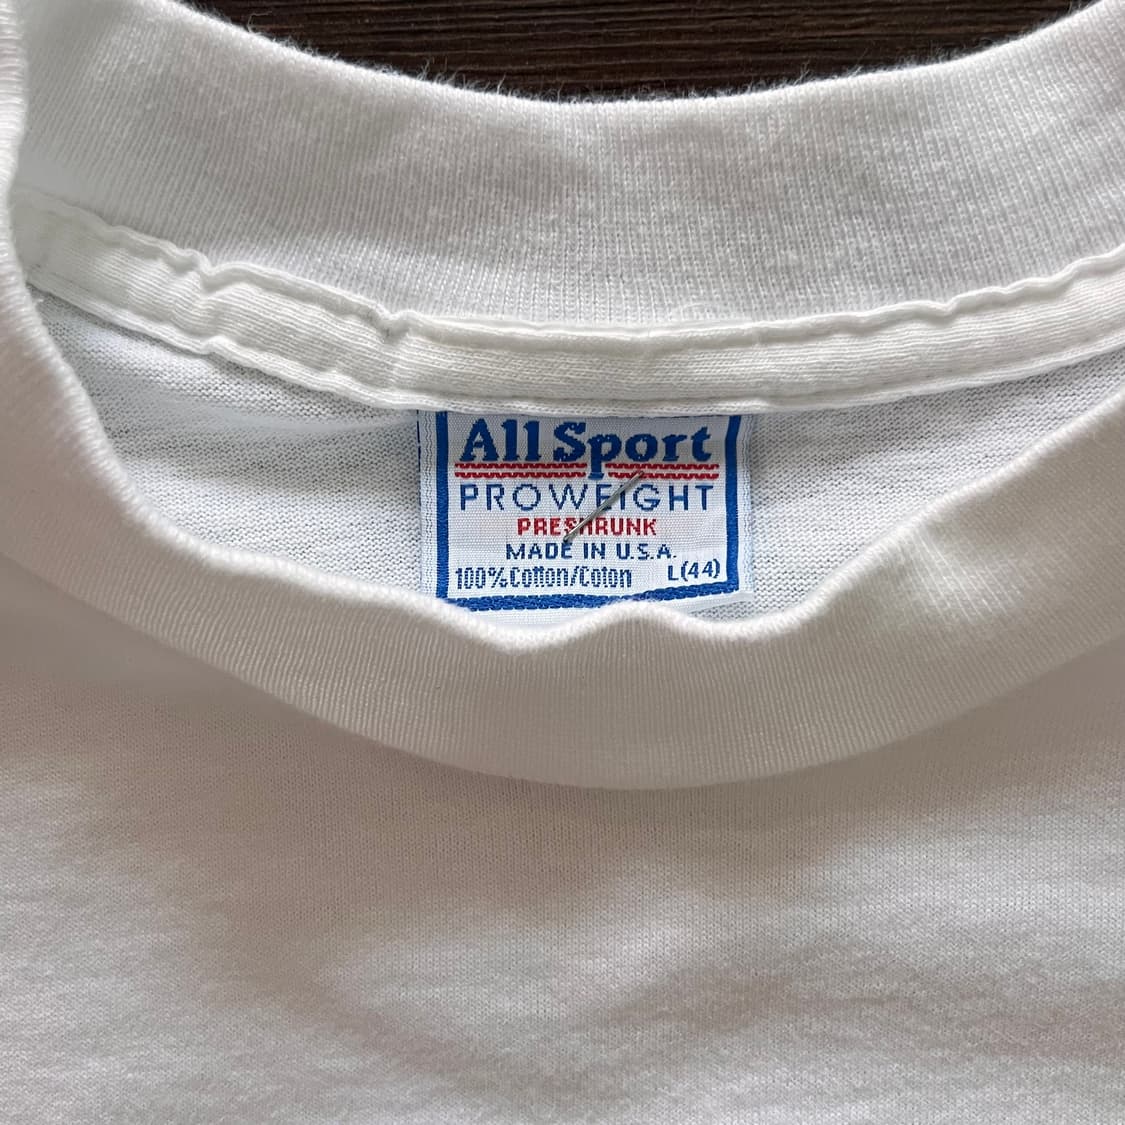 All Sport
PROWEIGHT
PRESHRUNK
MADE IN U.S.A.
100% Cotton/Coton L(44)